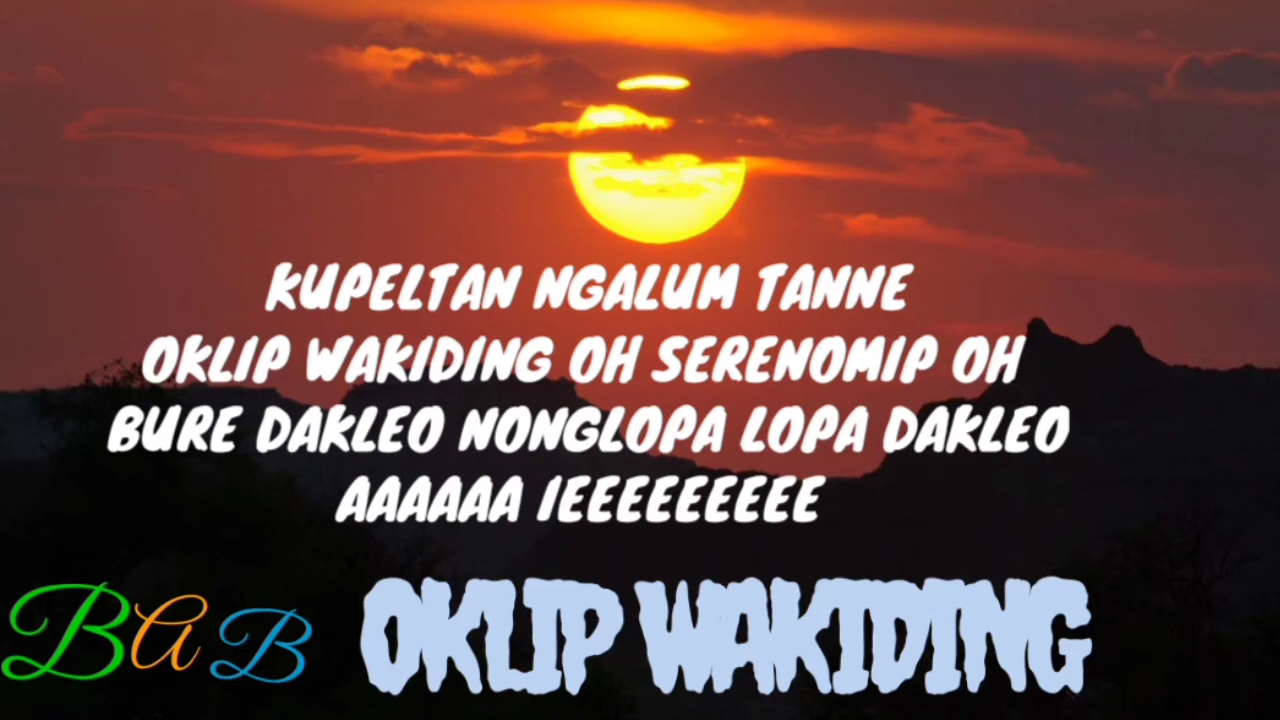 KUPELTAN NGALUM TANNE
OKLIP WAKIDING OH SERENOMIP OH
BURE DAKLEO NONGLOPA LOPA DAKLEO
AAAAAA IEEEEEEEEE
BAB
OKLIP WAKIDING